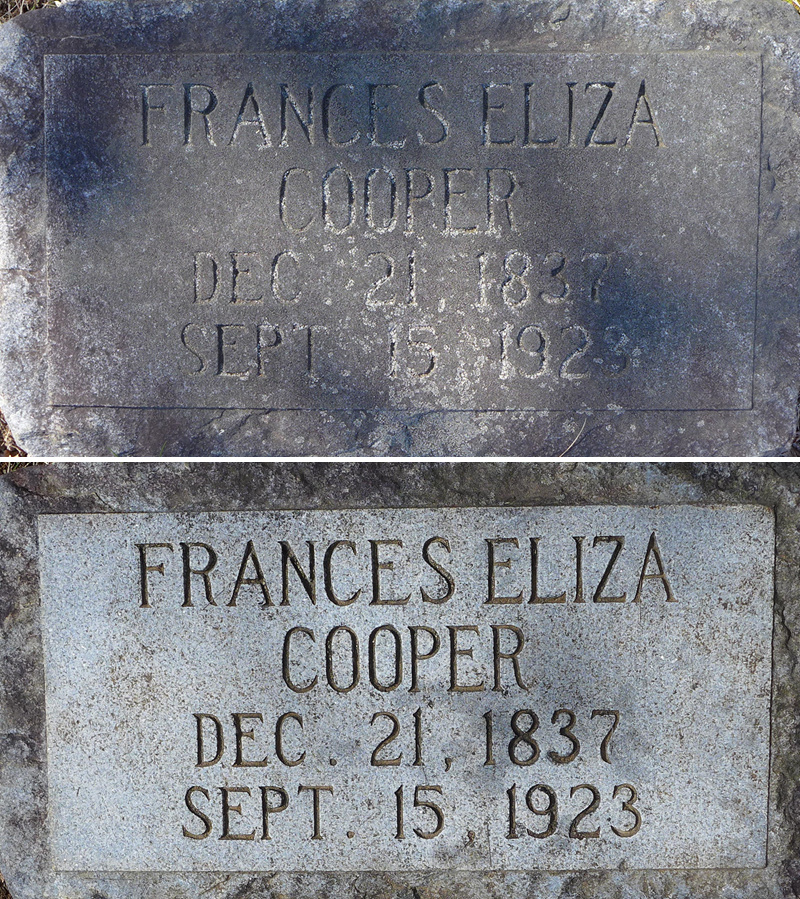 FRANCES ELIZA
COOPER
DEC. 21, 1837
SEPT. 15, 1923
FRANCES ELIZA
COOPER
DEC. 21, 1837
SEPT. 15, 1923